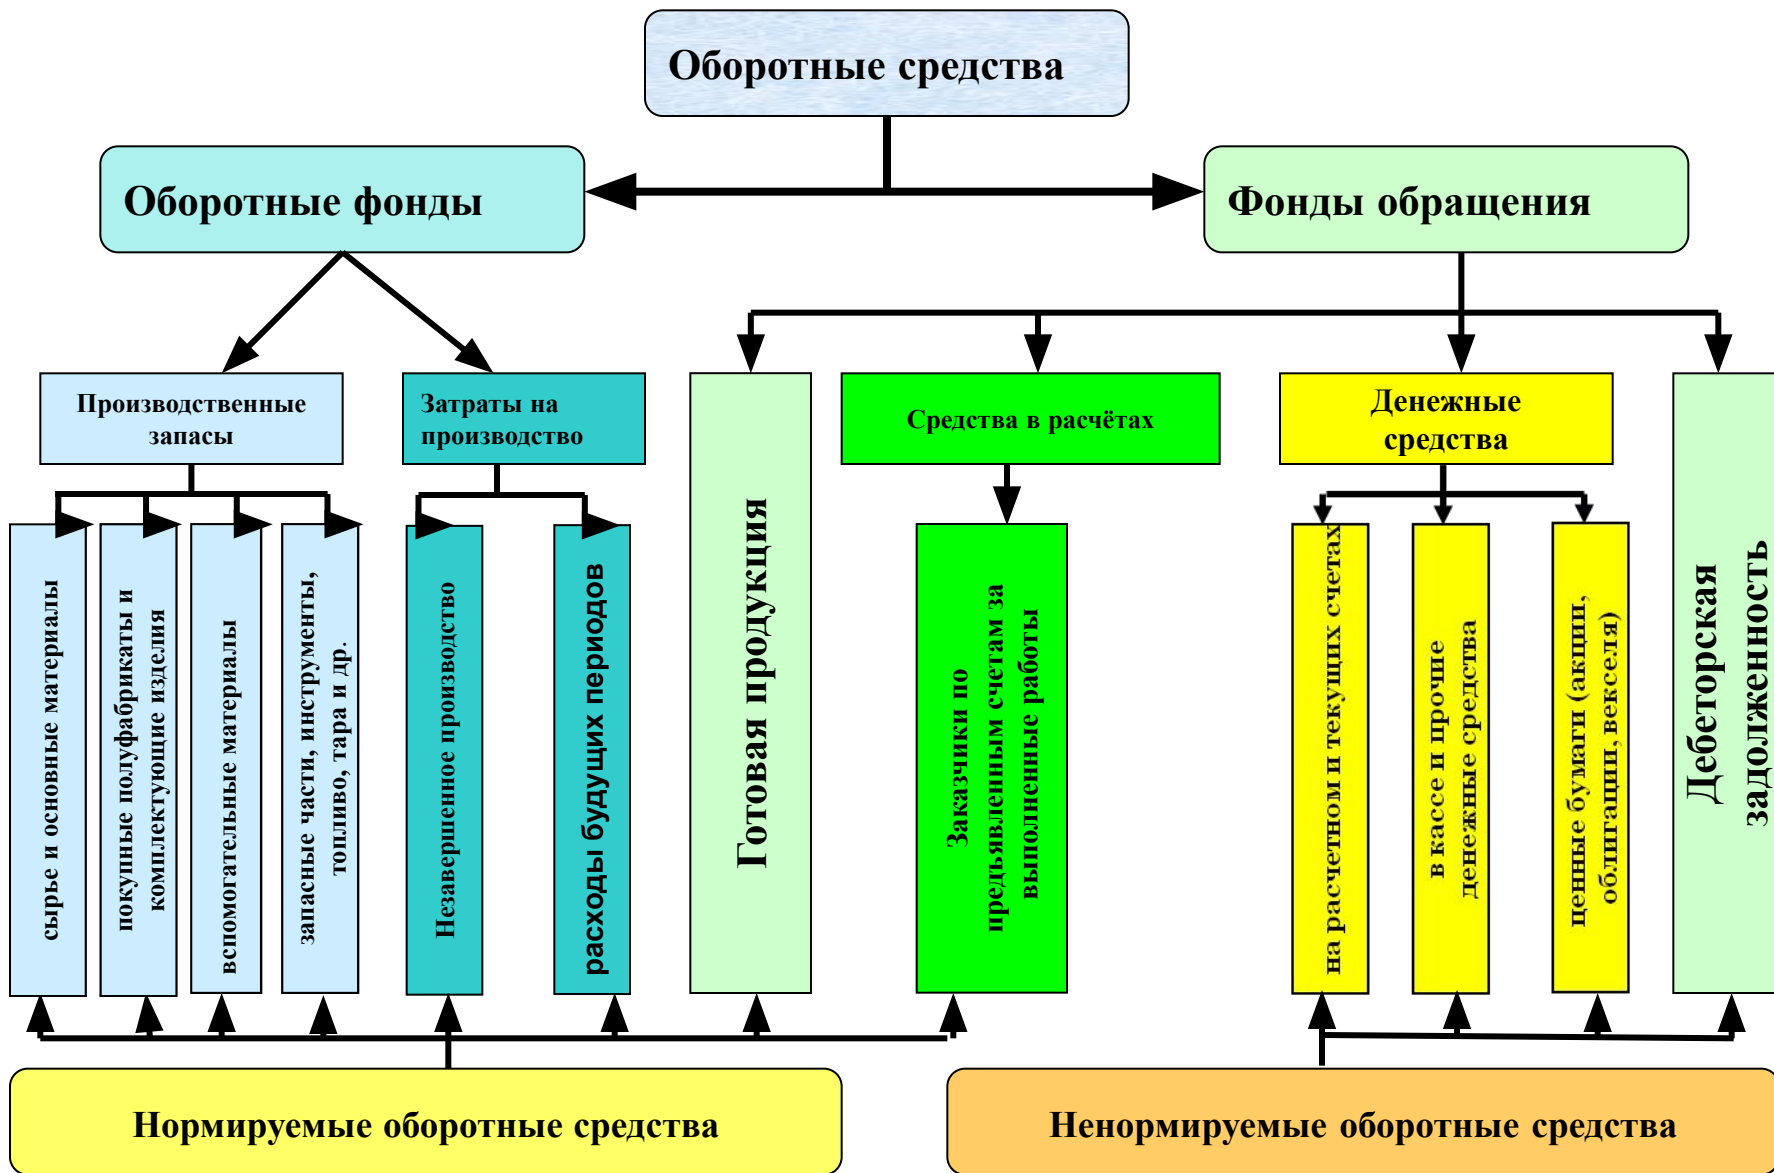 Оборотные средства
Оборотные фонды
Фонды обращения
Производственные
запасы
Затраты на
производство
Средства в расчётах
Денежные
средства
сырье и основные материалы
покупные полуфабрикаты и
комплектующие изделия
вспомогательные материалы
запасные части, инструменты,
топливо, тара и др.
Незавершенное производство
расходы будущих периодов
Готовая продукция
Заказчики по
предъявленным счетам за
выполненные работы
на расчетном и текущих счетах
в кассе и прочие
денежные средства
ценные бумаги (акции,
облигации, векселя)
Дебеторская
задолженность
Нормируемые оборотные средства
Ненормируемые оборотные средства